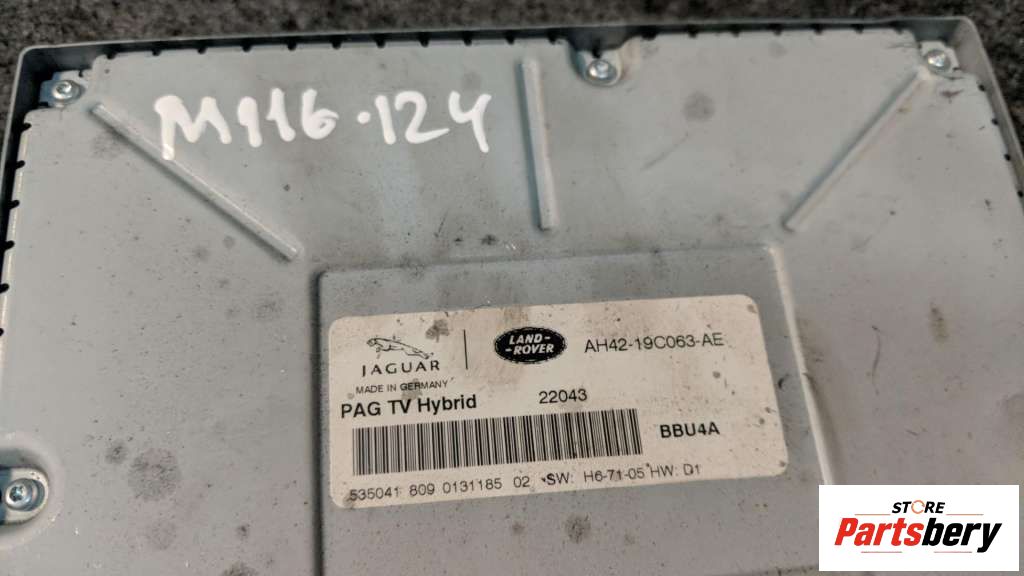 M116.124
JAGUAR
LAND-
-ROVER
AH42-19C063-AE
MADE IN GERMANY
PAG TV Hybrid
22043
BBU4A
535041 809 0131185 02 SW: H6-71-05 HW: D1
STORE
Partsbery